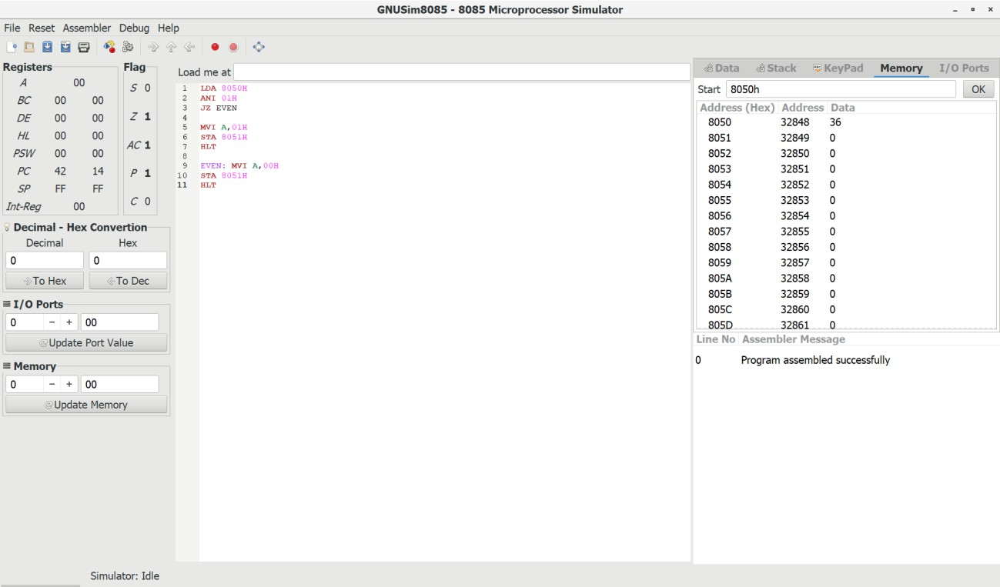 GNUSim8085 - 8085 Microprocessor Simulator
File Reset Assembler Debug Help
Registers
A 00
BC 00 00
DE 00 00
HL 00 00
PSW 00 00
PC 42 14
SP FF FF
Int-Reg 00
Flag
S 0
Z 1
AC 1
P 1
C 0
Decimal - Hex Convertion
Decimal Hex
0 0
To Hex To Dec
I/O Ports
0 − + 00
Update Port Value
Memory
0 − + 00
Update Memory
Load me at
1 LDA 8050H
2 ANI 01H
3 JZ EVEN
4
5 MVI A,01H
6 STA 8051H
7 HLT
8
9 EVEN: MVI A,00H
10 STA 8051H
11 HLT
Data Stack KeyPad Memory I/O Ports
Start 8050h OK
Address (Hex) Address Data
8050 32848 36
8051 32849 0
8052 32850 0
8053 32851 0
8054 32852 0
8055 32853 0
8056 32854 0
8057 32855 0
8058 32856 0
8059 32857 0
805A 32858 0
805B 32859 0
805C 32860 0
805D 32861 0
Line No Assembler Message
0 Program assembled successfully
Simulator: Idle